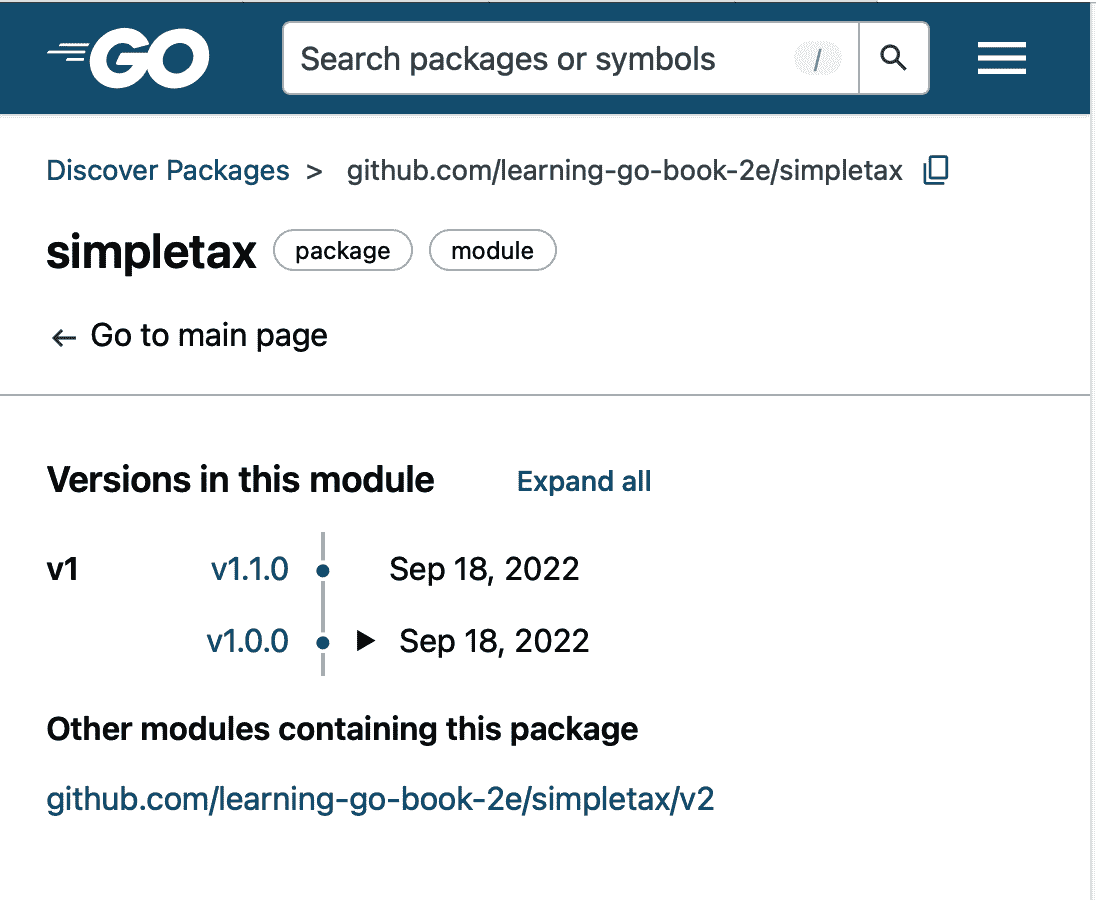 GO
Search packages or symbols /
Discover Packages > github.com/learning-go-book-2e/simpletax
simpletax package module
← Go to main page
Versions in this module Expand all
v1 v1.1.0 Sep 18, 2022
v1.0.0 ▶ Sep 18, 2022
Other modules containing this package
github.com/learning-go-book-2e/simpletax/v2